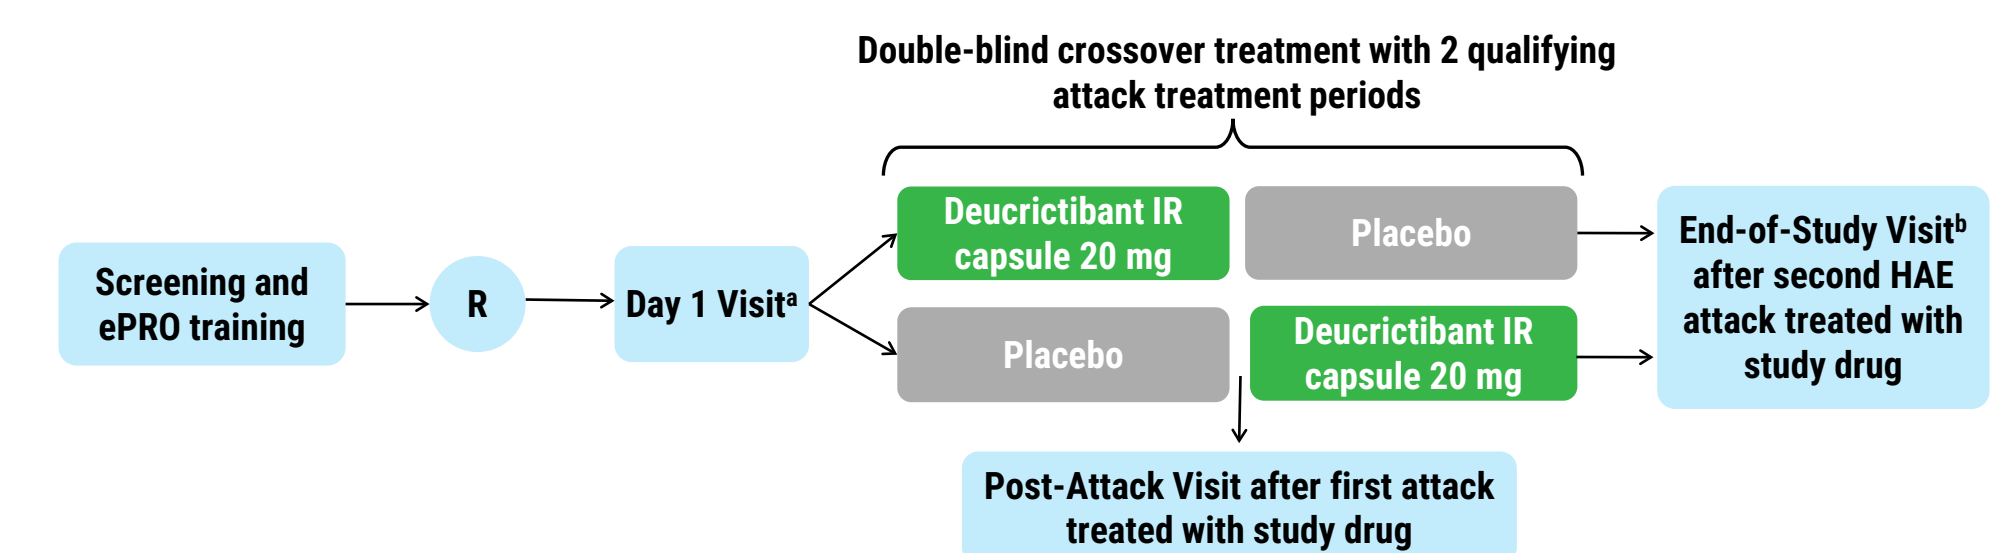 Double-blind crossover treatment with 2 qualifying
attack treatment periods
Screening and
ePRO training
R
Day 1 Visitᵃ
Deucrictibant IR
capsule 20 mg
Placebo
Placebo
Deucrictibant IR
capsule 20 mg
End-of-Study Visitᵇ
after second HAE
attack treated with
study drug
Post-Attack Visit after first attack
treated with study drug